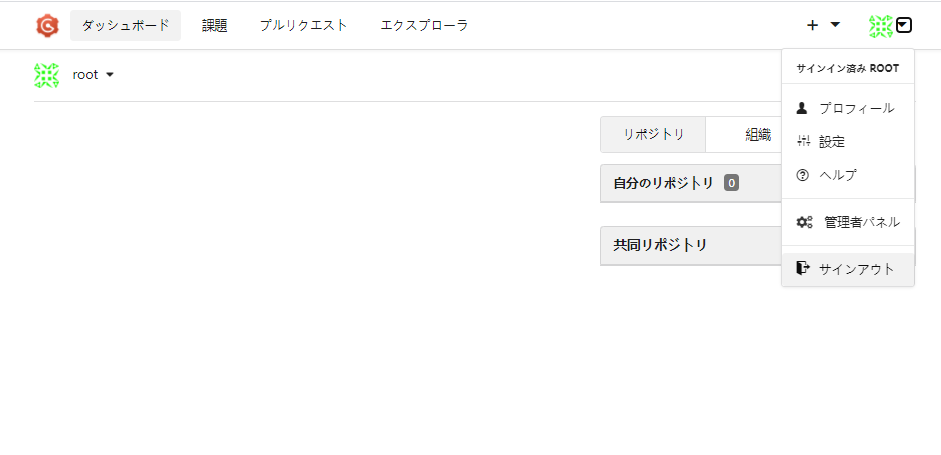 ダッシュボード 課題 プルリクエスト エクスプローラ
サインイン済み ROOT
root
プロフィール
設定
ヘルプ
管理者パネル
サインアウト
リポジトリ 組織
自分のリポジトリ 0
共同リポジトリ